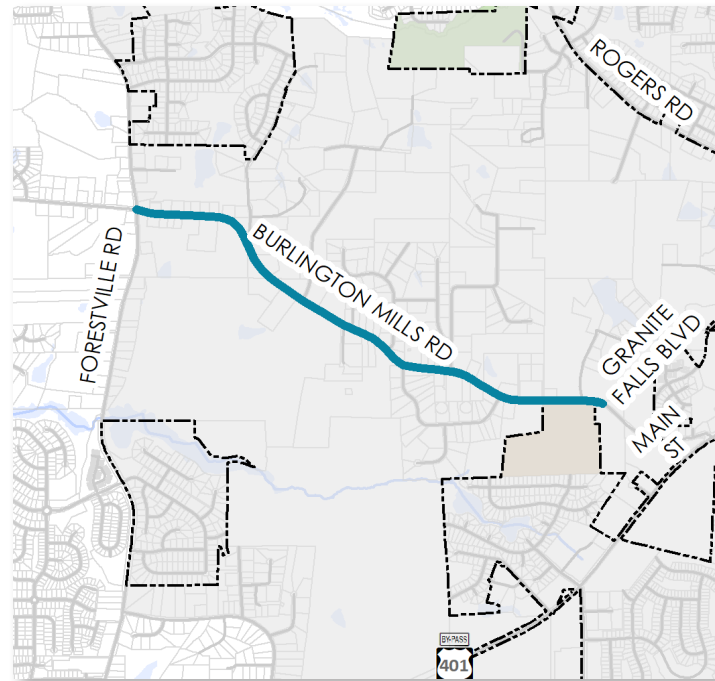 ROGERS RD
BURLINGTON MILLS RD
FORESTVILLE RD
GRANITE
FALLS BLVD
MAIN
ST
BY-PASS
401